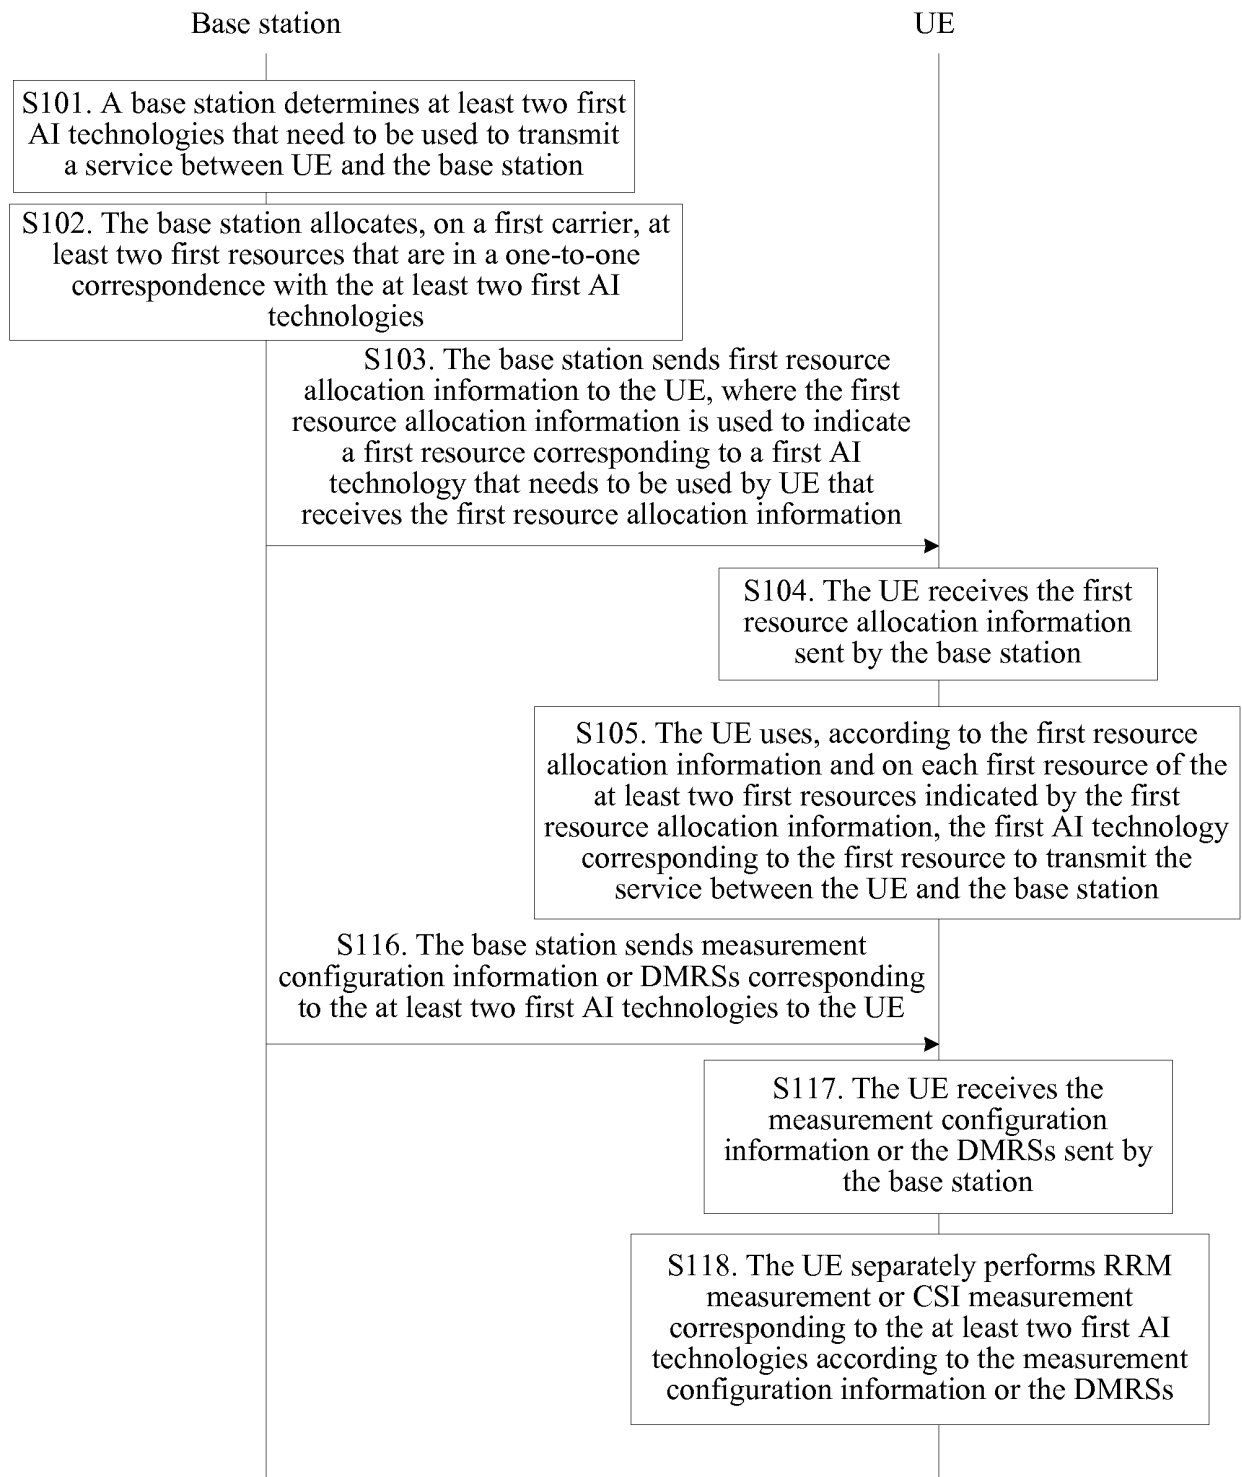 Base station
UE
S101. A base station determines at least two first
AI technologies that need to be used to transmit
a service between UE and the base station
S102. The base station allocates, on a first carrier, at
least two first resources that are in a one-to-one
correspondence with the at least two first AI
technologies
S103. The base station sends first resource
allocation information to the UE, where the first
resource allocation information is used to indicate
a first resource corresponding to a first AI
technology that needs to be used by UE that
receives the first resource allocation information
S104. The UE receives the first
resource allocation information
sent by the base station
S105. The UE uses, according to the first resource
allocation information and on each first resource of the
at least two first resources indicated by the first
resource allocation information, the first AI technology
corresponding to the first resource to transmit the
service between the UE and the base station
S116. The base station sends measurement
configuration information or DMRSs corresponding
to the at least two first AI technologies to the UE
S117. The UE receives the
measurement configuration
information or the DMRSs sent by
the base station
S118. The UE separately performs RRM
measurement or CSI measurement
corresponding to the at least two first AI
technologies according to the measurement
configuration information or the DMRSs